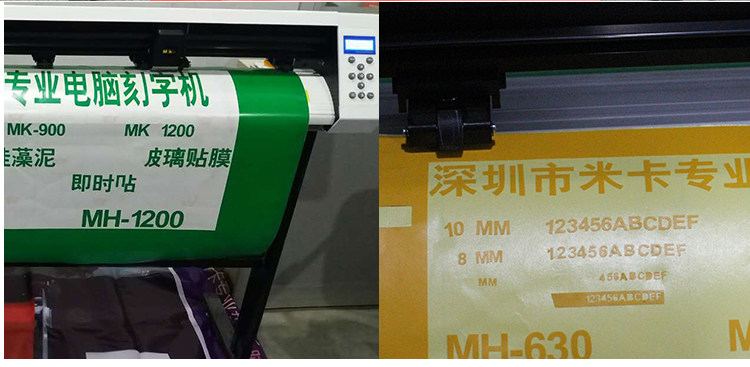 专业电脑刻字机
MK-900 MK 1200
藻泥 玻璃贴膜
即时贴
MH-1200
深圳市米卡专业
10 MM 123456ABCDEF
8 MM 123456ABCDEF
MM 456ABCDEF
123456ABCDEF
MH-630 M